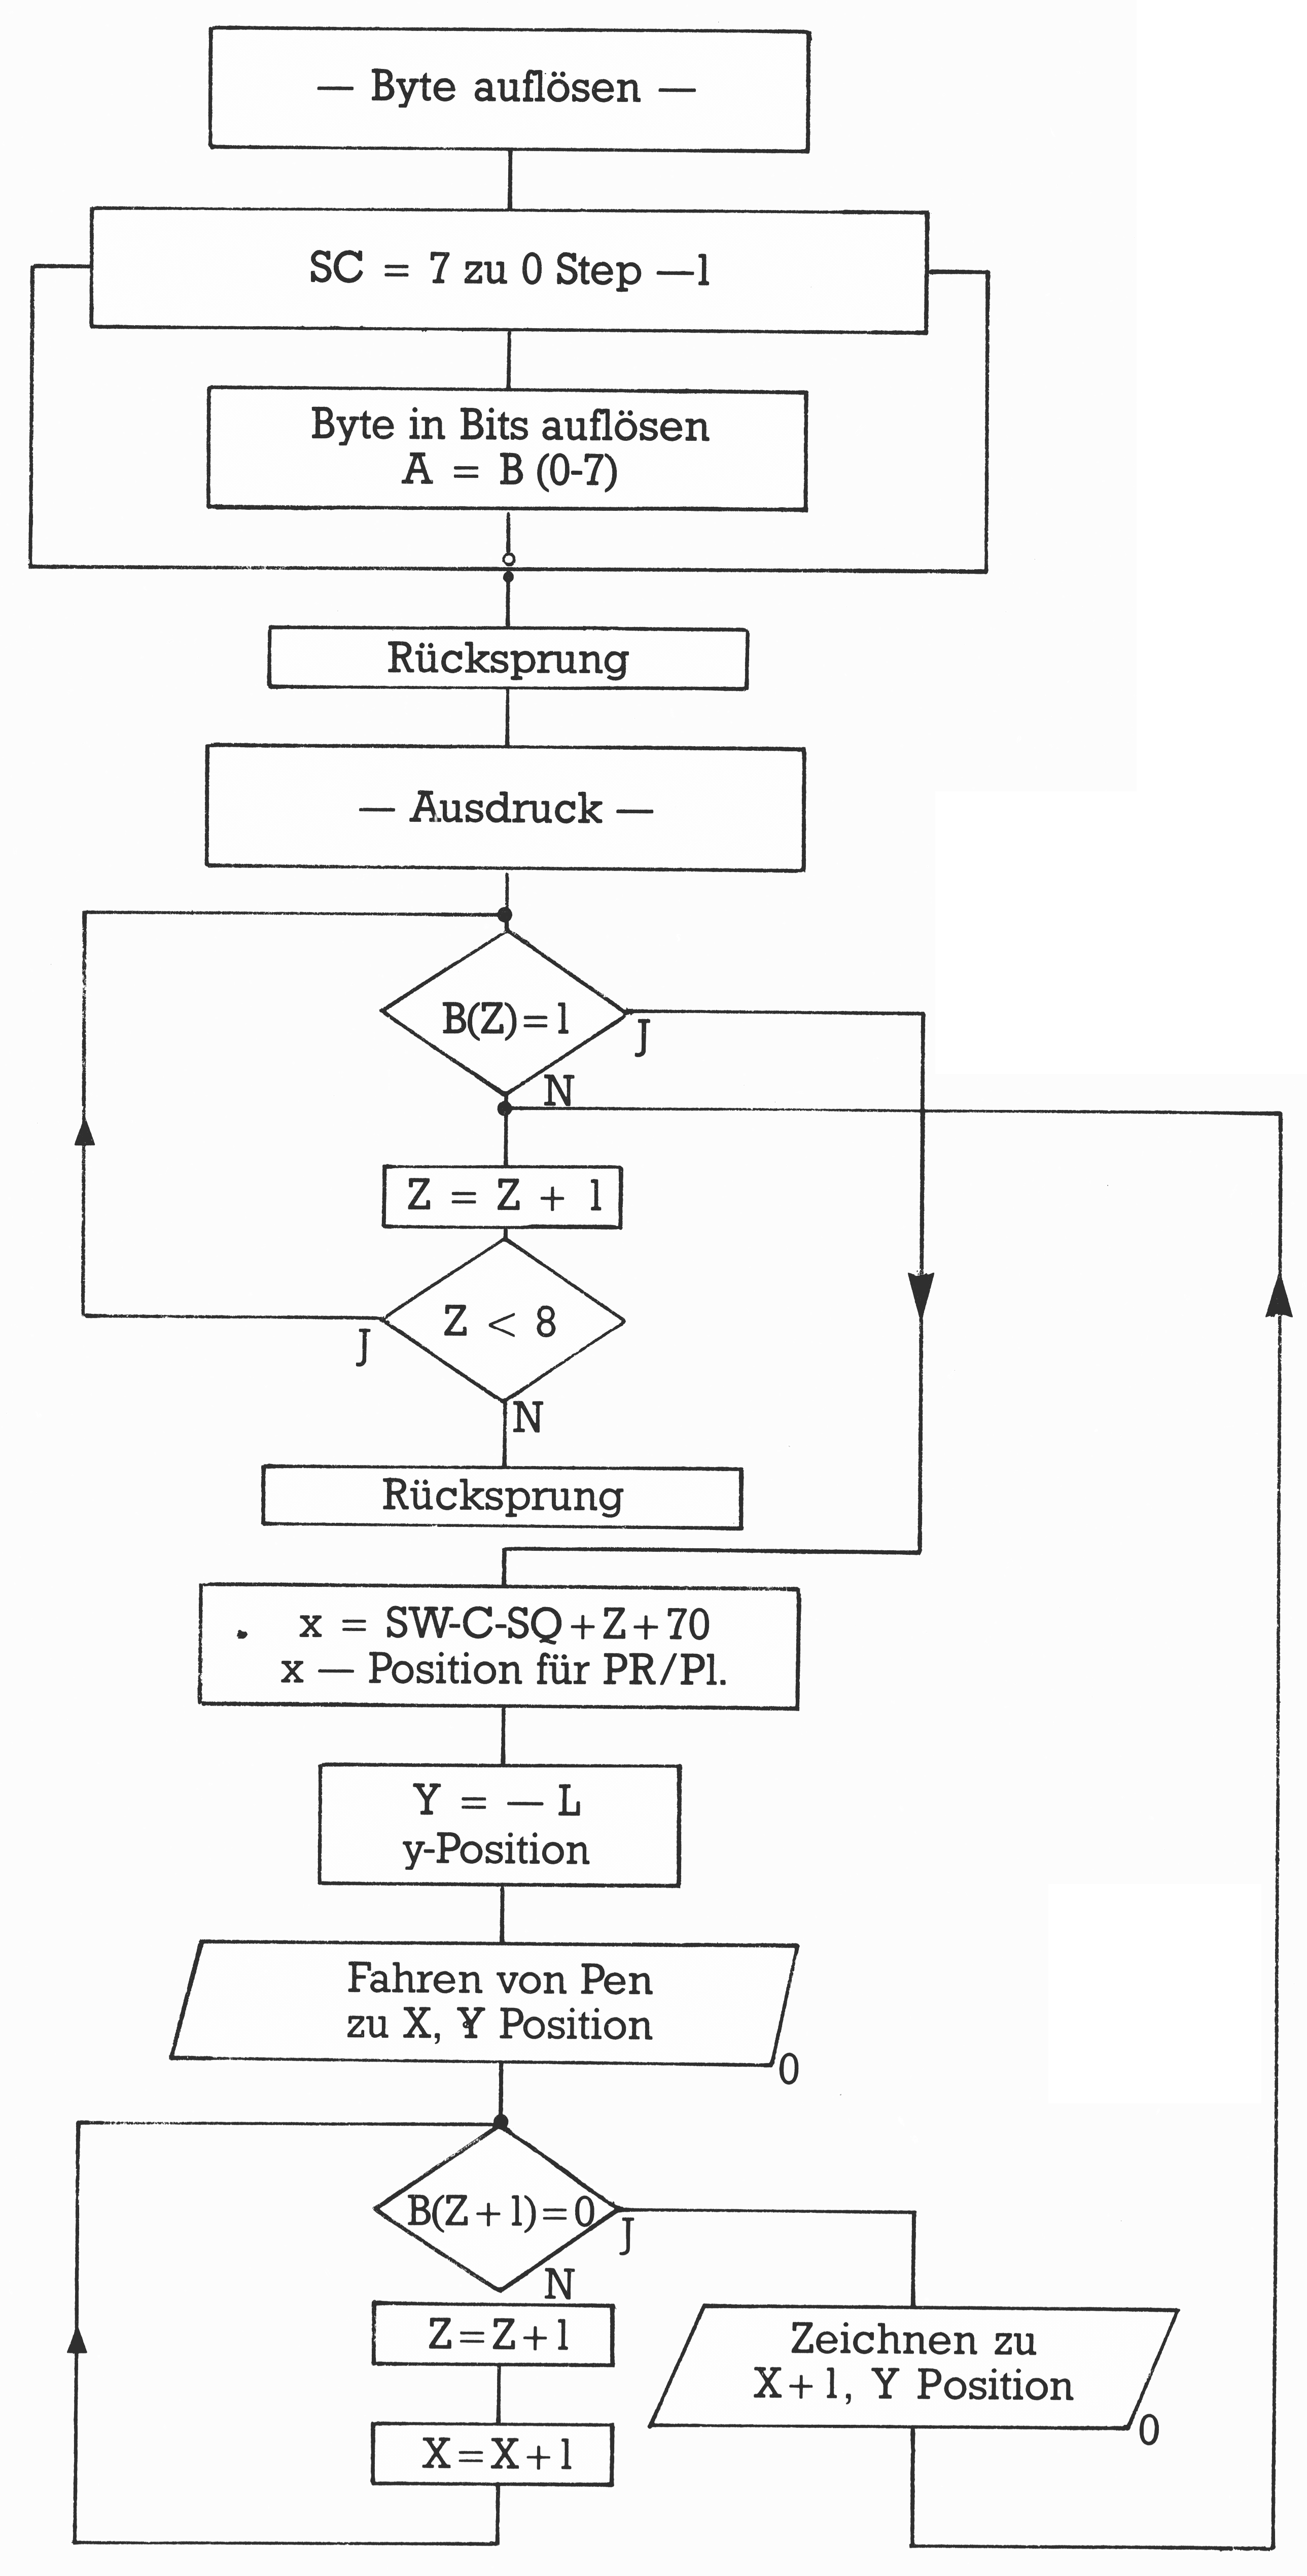 — Byte auflösen —
SC = 7 zu 0 Step —1
Byte in Bits auflösen
A = B (0-7)
Rücksprung
— Ausdruck —
B(Z)=1
J
N
Z = Z + 1
Z < 8
J
N
Rücksprung
x = SW-C-SQ+Z+70
x — Position für PR/Pl.
Y = — L
y-Position
Fahren von Pen
zu X, Y Position
0
B(Z+1)=0
J
N
Z=Z+1
Zeichnen zu
X+1, Y Position
0
X=X+1